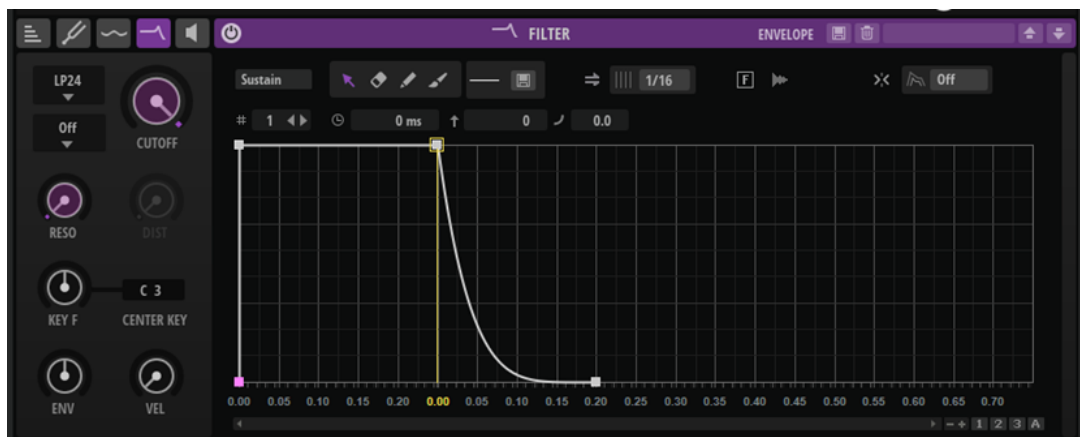 FILTER ENVELOPE
LP24 Sustain 1/16 F Off
Off # 1 0 ms 0 0.0
CUTOFF
RESO DIST
C 3
KEY F CENTER KEY
ENV VEL
0.00 0.05 0.10 0.15 0.20 0.00 0.05 0.10 0.15 0.20 0.25 0.30 0.35 0.40 0.45 0.50 0.55 0.60 0.65 0.70
- + 1 2 3 A